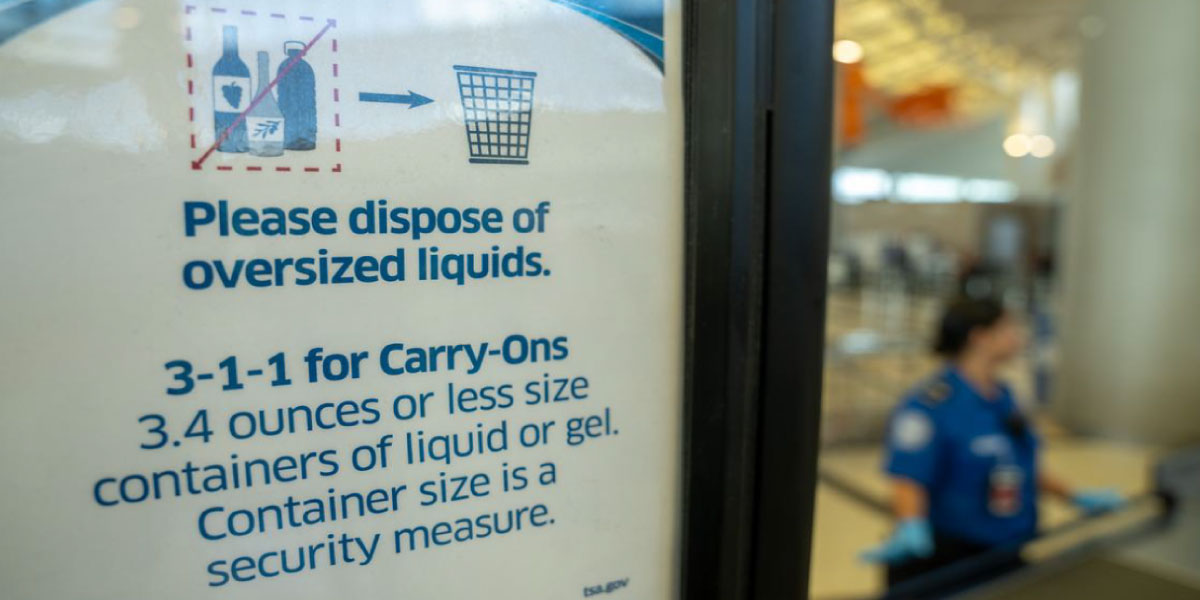 Please dispose of
oversized liquids.
3-1-1 for Carry-Ons
3.4 ounces or less size
containers of liquid or gel.
Container size is a
security measure.
tsa.gov